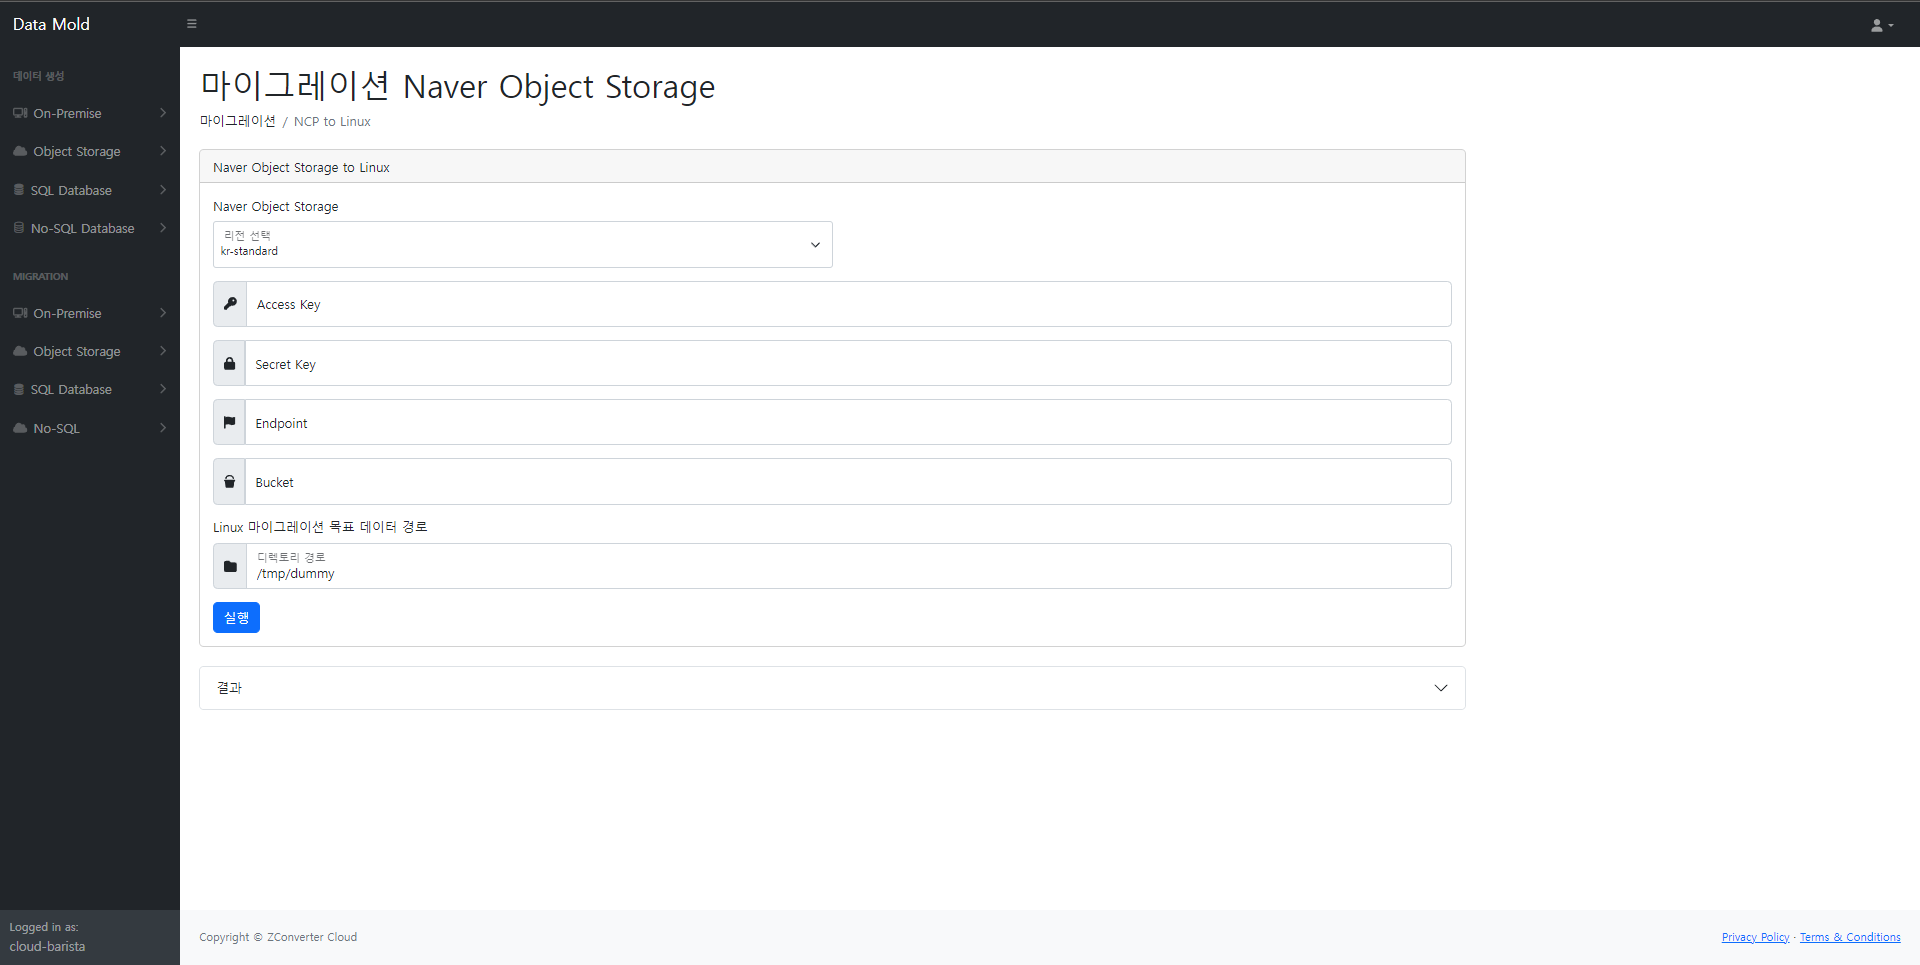 Data Mold
데이터 생성
On-Premise
Object Storage
SQL Database
No-SQL Database
MIGRATION
On-Premise
Object Storage
SQL Database
No-SQL
Logged in as:
cloud-barista
마이그레이션 Naver Object Storage
마이그레이션 / NCP to Linux
Naver Object Storage to Linux
Naver Object Storage
리전 선택
kr-standard
Access Key
Secret Key
Endpoint
Bucket
Linux 마이그레이션 목표 데이터 경로
디렉토리 경로
/tmp/dummy
실행
결과
Copyright © ZConverter Cloud
Privacy Policy · Terms & Conditions